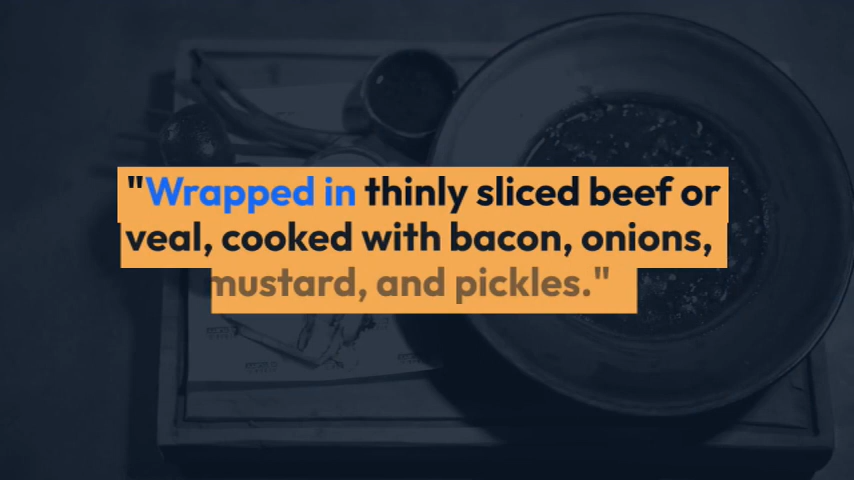 "Wrapped in thinly sliced beef or
veal, cooked with bacon, onions,
mustard, and pickles."